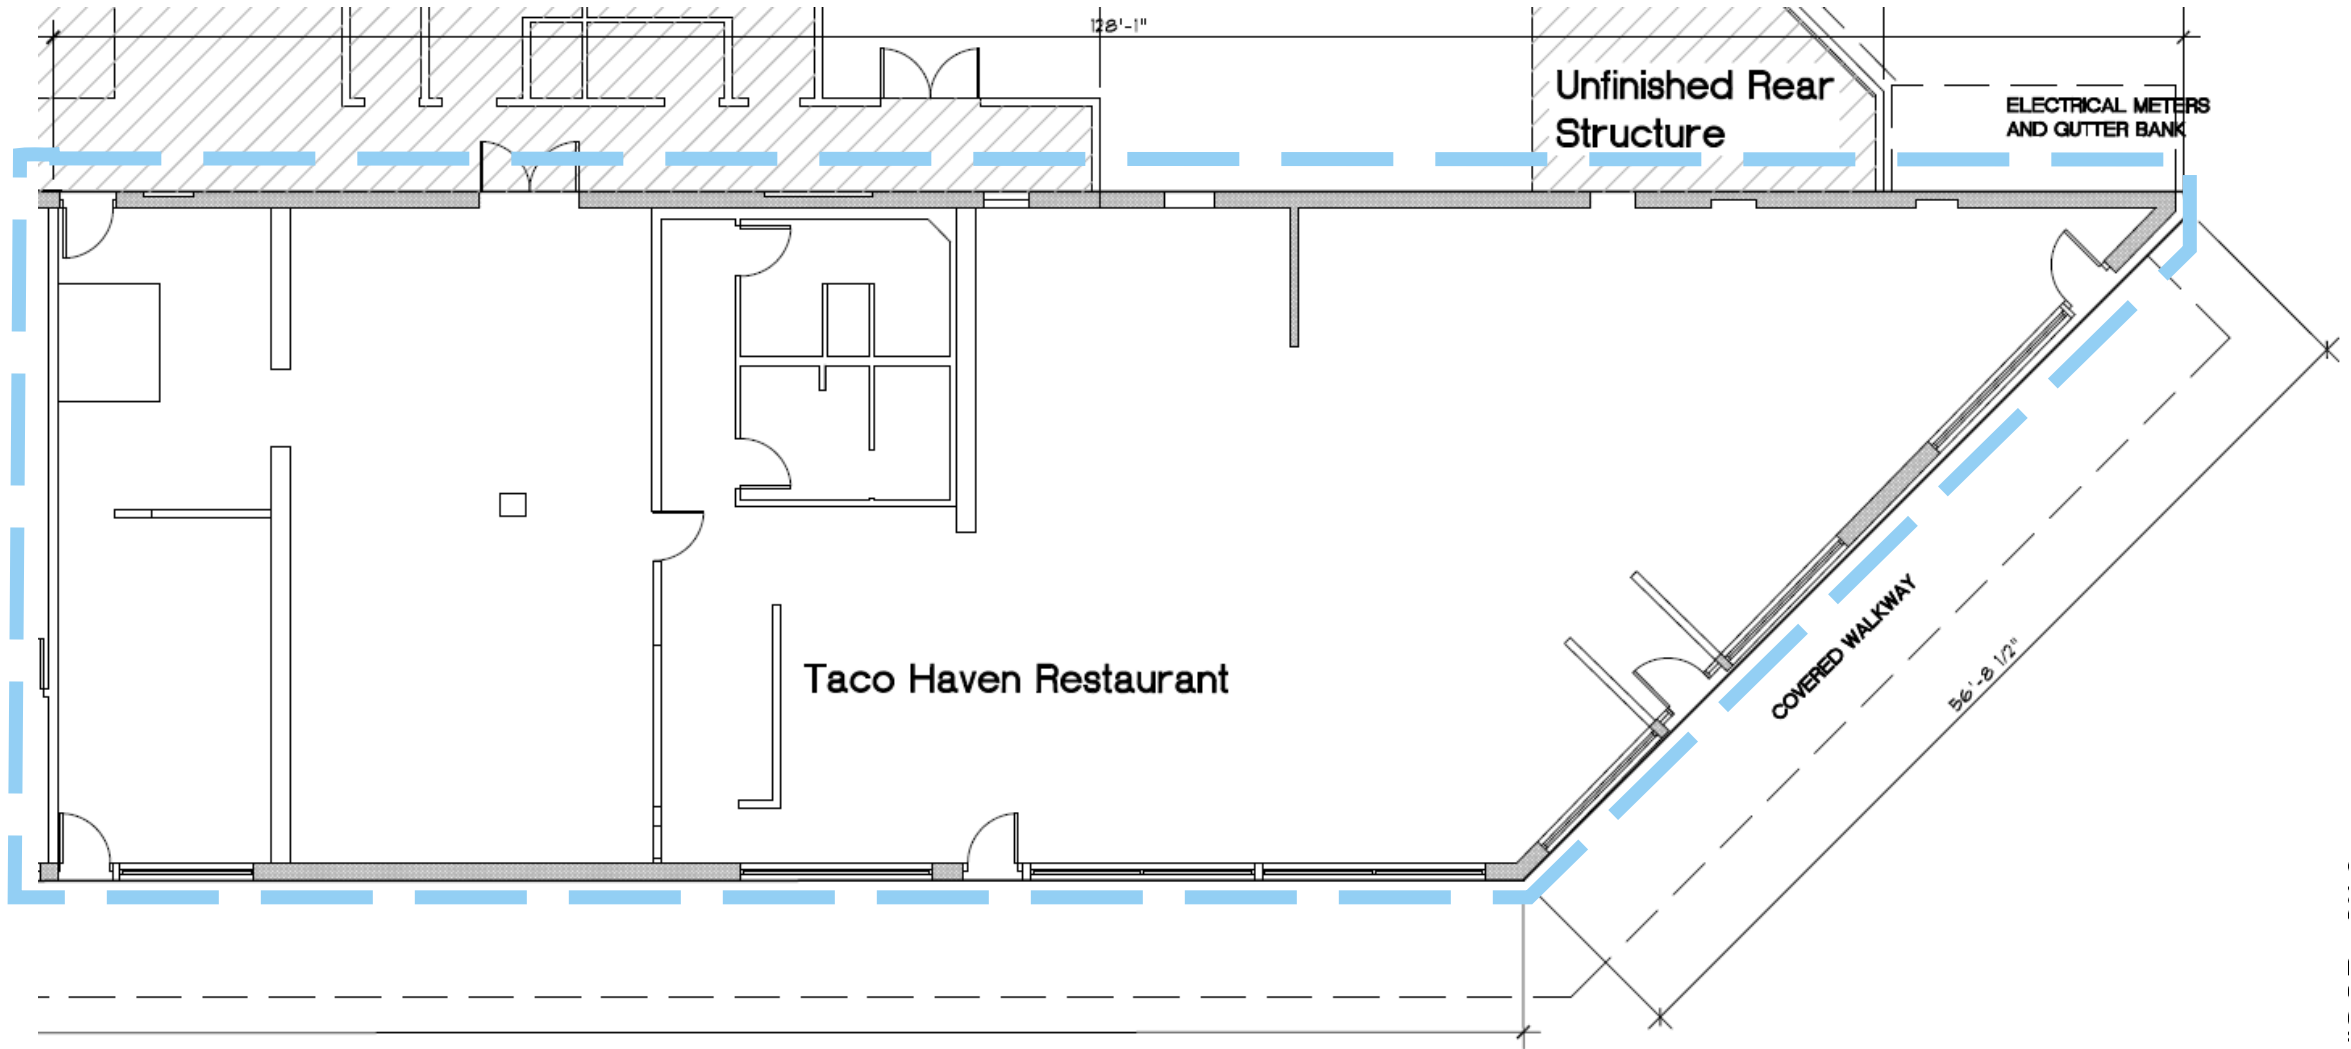 128'-1"
Unfinished Rear
Structure
ELECTRICAL METERS
AND GUTTER BANK
Taco Haven Restaurant
COVERED WALKWAY
56'-8 1/2"